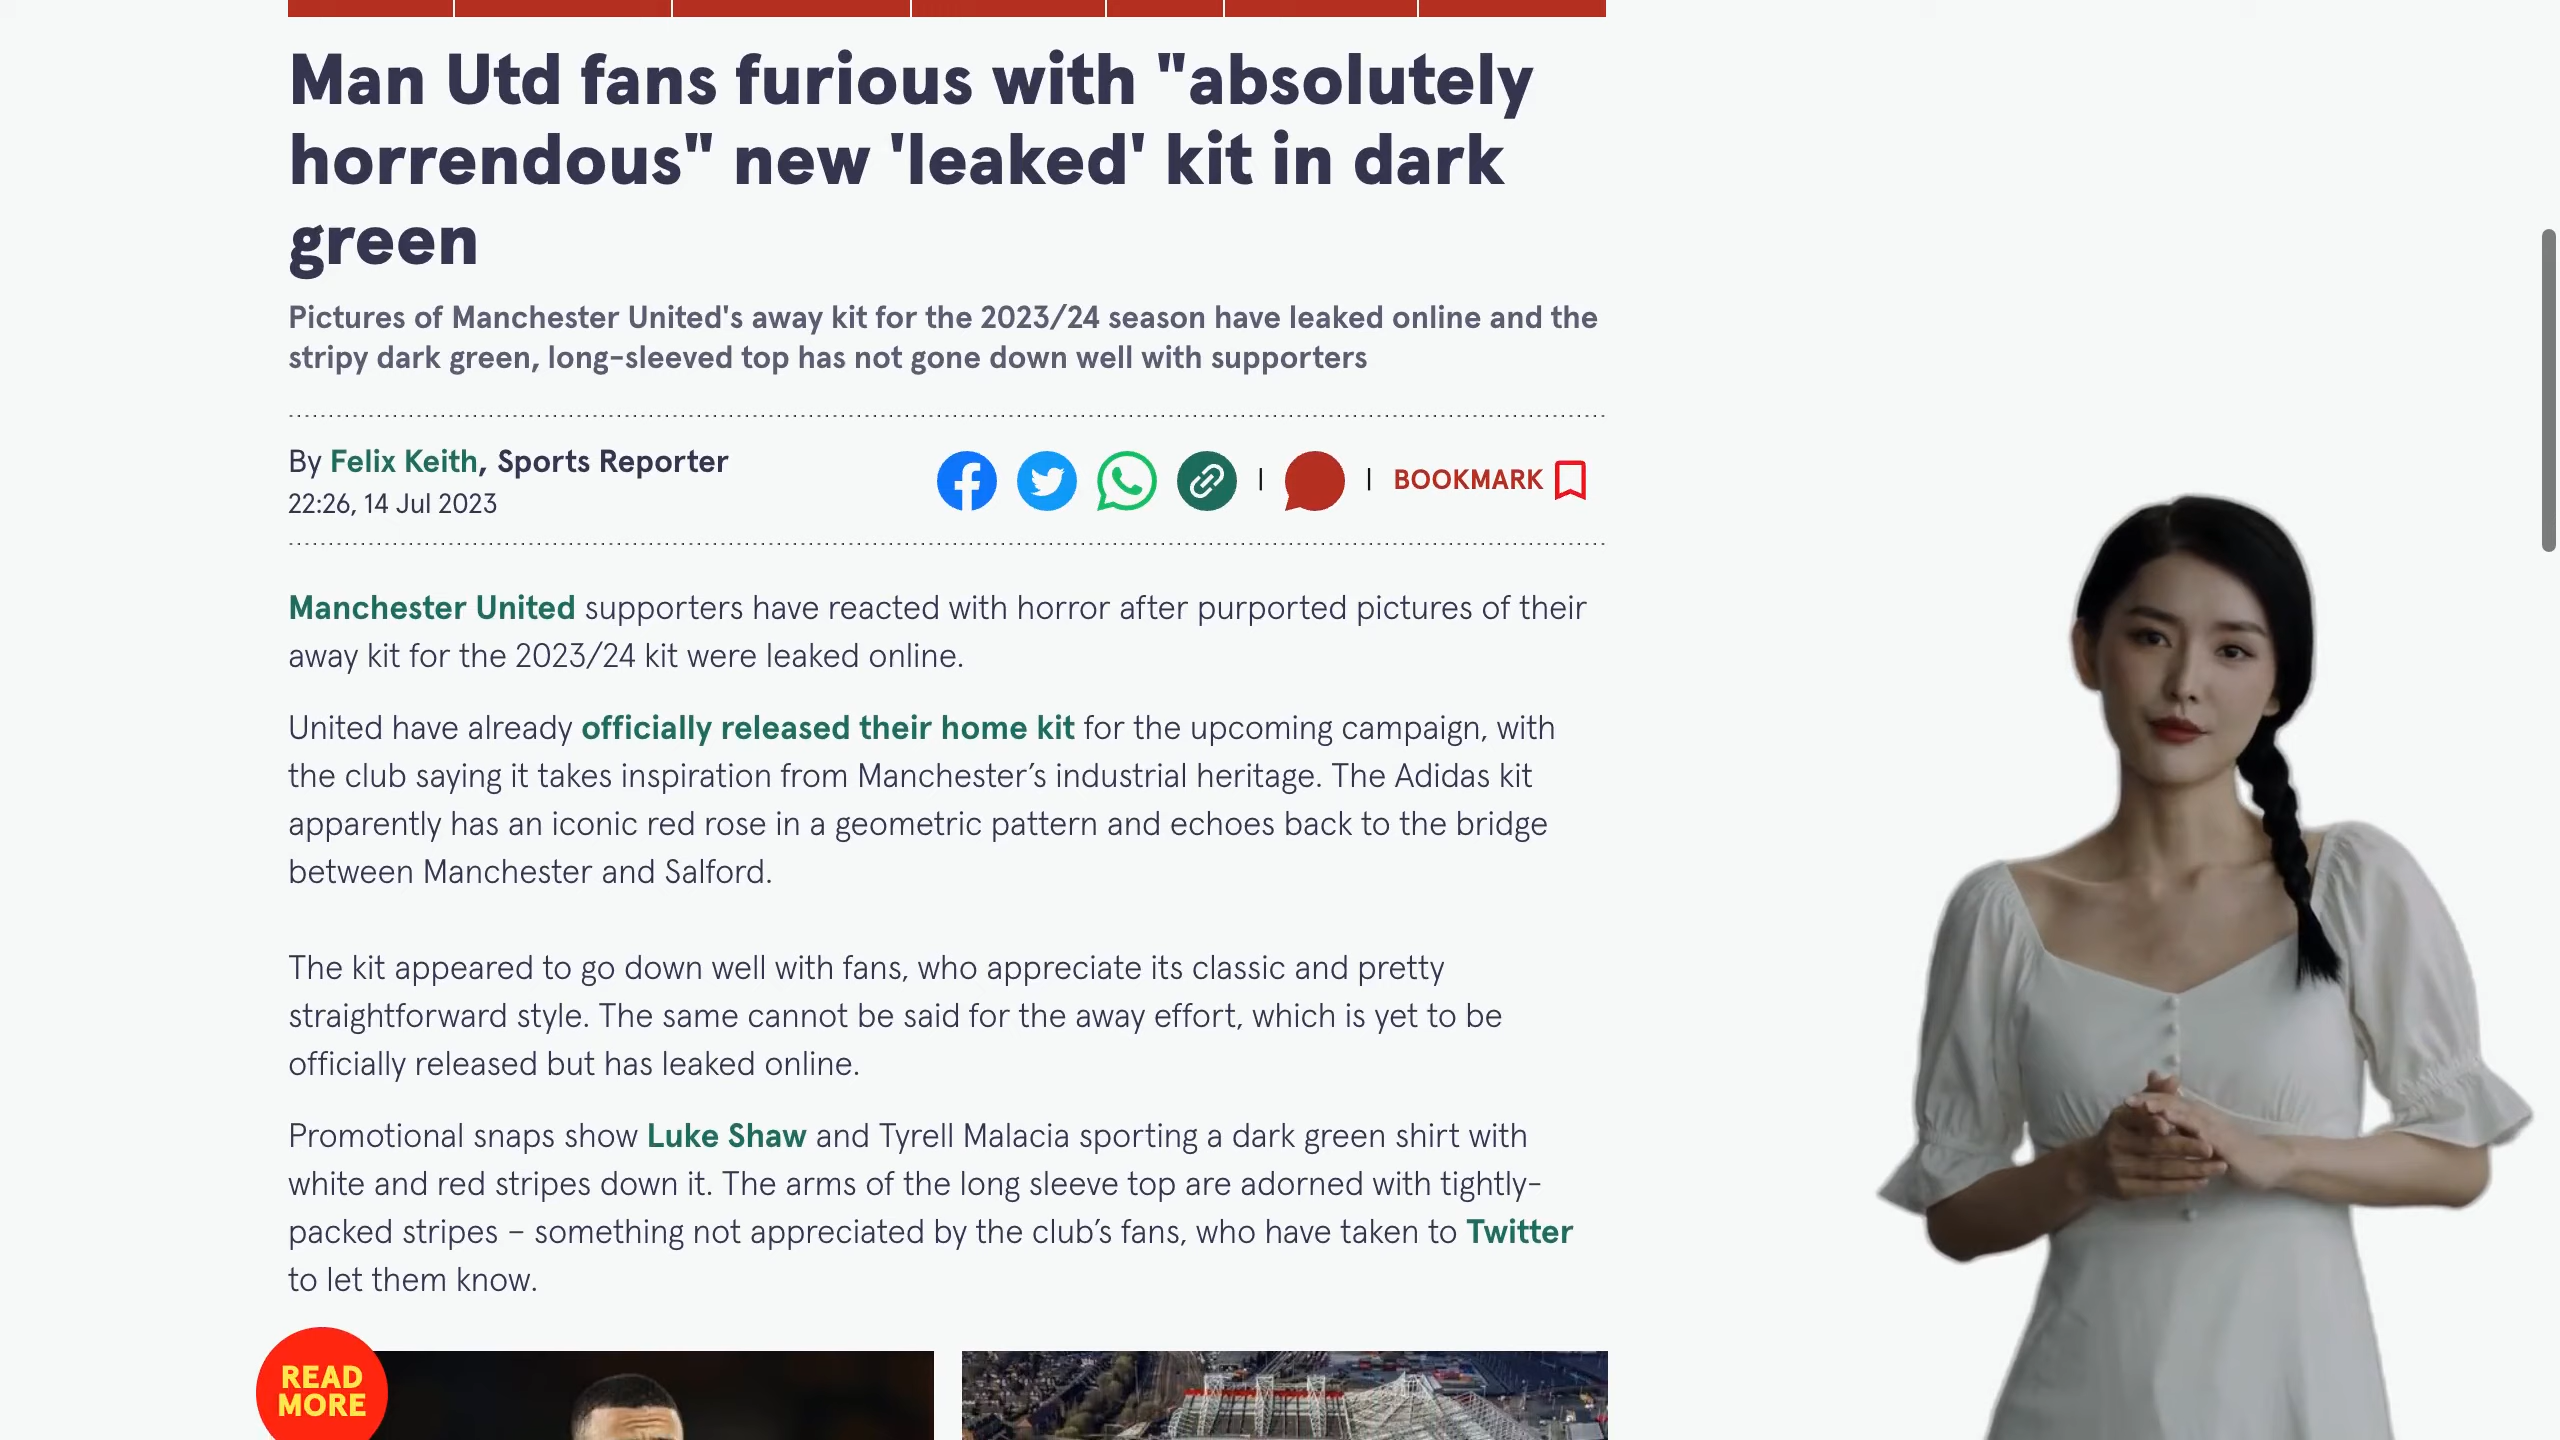 Man Utd fans furious with "absolutely
horrendous" new 'leaked' kit in dark
green
Pictures of Manchester United's away kit for the 2023/24 season have leaked online and the
stripy dark green, long-sleeved top has not gone down well with supporters
By Felix Keith, Sports Reporter
22:26, 14 Jul 2023
BOOKMARK
Manchester United supporters have reacted with horror after purported pictures of their
away kit for the 2023/24 kit were leaked online.
United have already officially released their home kit for the upcoming campaign, with
the club saying it takes inspiration from Manchester’s industrial heritage. The Adidas kit
apparently has an iconic red rose in a geometric pattern and echoes back to the bridge
between Manchester and Salford.
The kit appeared to go down well with fans, who appreciate its classic and pretty
straightforward style. The same cannot be said for the away effort, which is yet to be
officially released but has leaked online.
Promotional snaps show Luke Shaw and Tyrell Malacia sporting a dark green shirt with
white and red stripes down it. The arms of the long sleeve top are adorned with tightly-
packed stripes – something not appreciated by the club’s fans, who have taken to Twitter
to let them know.
READ
MORE